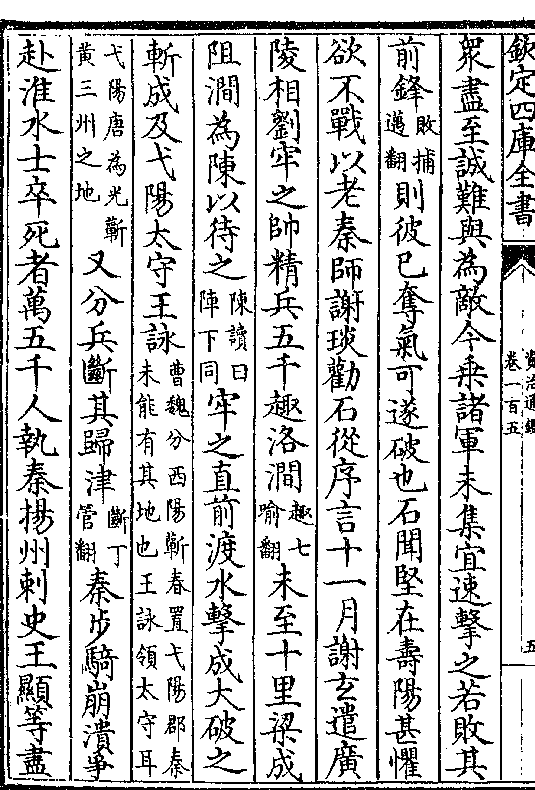 欽定四庫全書
資治通鑑
卷一百五
五
衆盡至誠難與為敵今乗諸軍未集宜速擊之若敗其
前鋒敗捕邁翻則彼已奪氣可遂破也石聞堅在壽陽甚懼
欲不戰以老秦師謝琰勸石從序言十一月謝玄遣廣
陵相劉牢之帥精兵五千趣洛澗趣七喻翻未至十里梁成
阻澗為陳以待之陳讀曰陣下同牢之直前渡水擊成大破之
斬成及弋陽太守王詠曹魏分西陽蘄春置弋陽郡秦未能有其地也王詠領太守耳
弋陽唐為光蘄黄三州之地又分兵斷其歸津斷丁管翻秦歩騎崩潰爭
赴淮水士卒死者萬五千人執秦揚州刺史王顯等盡